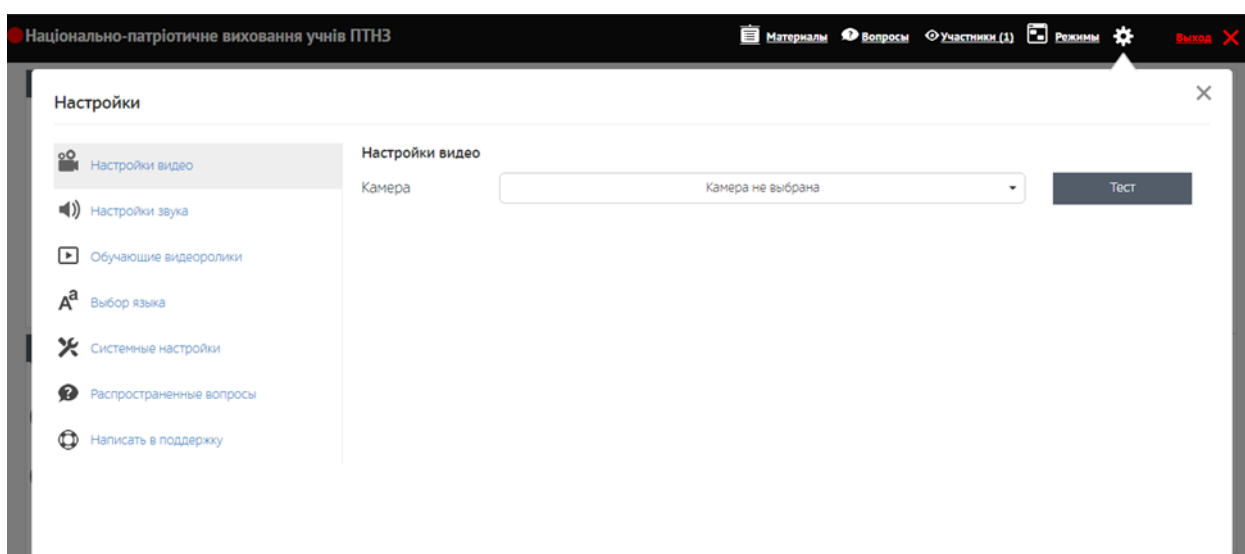 Національно-патріотичне виховання учнів ПТНЗ
Материалы Вопросы Участники (1) Режимы Выход
Настройки
Настройки видео
Настройки звука
Обучающие видеоролики
Выбор языка
Системные настройки
Распространенные вопросы
Написать в поддержку
Настройки видео
Камера Камера не выбрана Тест